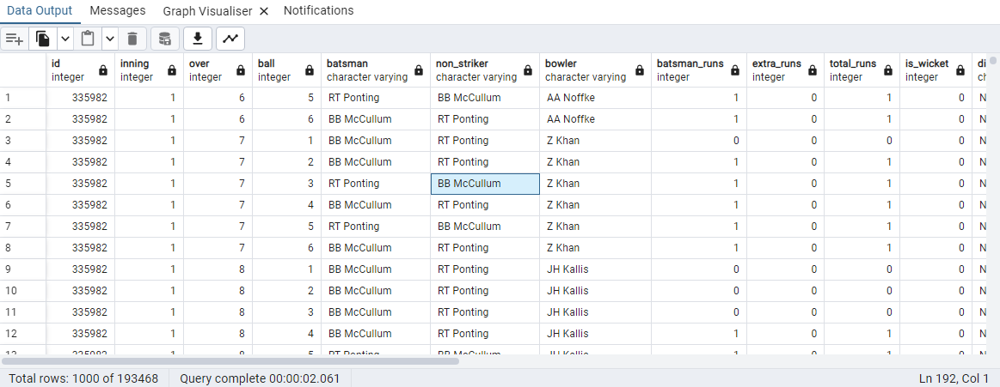 Data Output Messages Graph Visualiser × Notifications
id inning over ball batsman non_striker bowler batsman_runs extra_runs total_runs is_wicket di
integer integer integer integer character varying character varying character varying integer integer integer integer ch
1 335982 1 6 5 RT Ponting BB McCullum AA Noffke 1 0 1 0 N
2 335982 1 6 6 BB McCullum RT Ponting AA Noffke 1 0 1 0 N
3 335982 1 7 1 BB McCullum RT Ponting Z Khan 0 0 0 0 N
4 335982 1 7 2 BB McCullum RT Ponting Z Khan 1 0 1 0 N
5 335982 1 7 3 RT Ponting BB McCullum Z Khan 1 0 1 0 N
6 335982 1 7 4 BB McCullum RT Ponting Z Khan 1 0 1 0 N
7 335982 1 7 5 RT Ponting BB McCullum Z Khan 1 0 1 0 N
8 335982 1 7 6 BB McCullum RT Ponting Z Khan 1 0 1 0 N
9 335982 1 8 1 BB McCullum RT Ponting JH Kallis 0 0 0 0 N
10 335982 1 8 2 BB McCullum RT Ponting JH Kallis 0 0 0 0 N
11 335982 1 8 3 BB McCullum RT Ponting JH Kallis 0 0 0 0 N
12 335982 1 8 4 BB McCullum RT Ponting JH Kallis 1 0 1 0 N
13 335982 1 8 5 RT Ponting BB McCullum JH Kallis 1 0 1 0 N
Total rows: 1000 of 193468 Query complete 00:00:02.061 Ln 192, Col 1